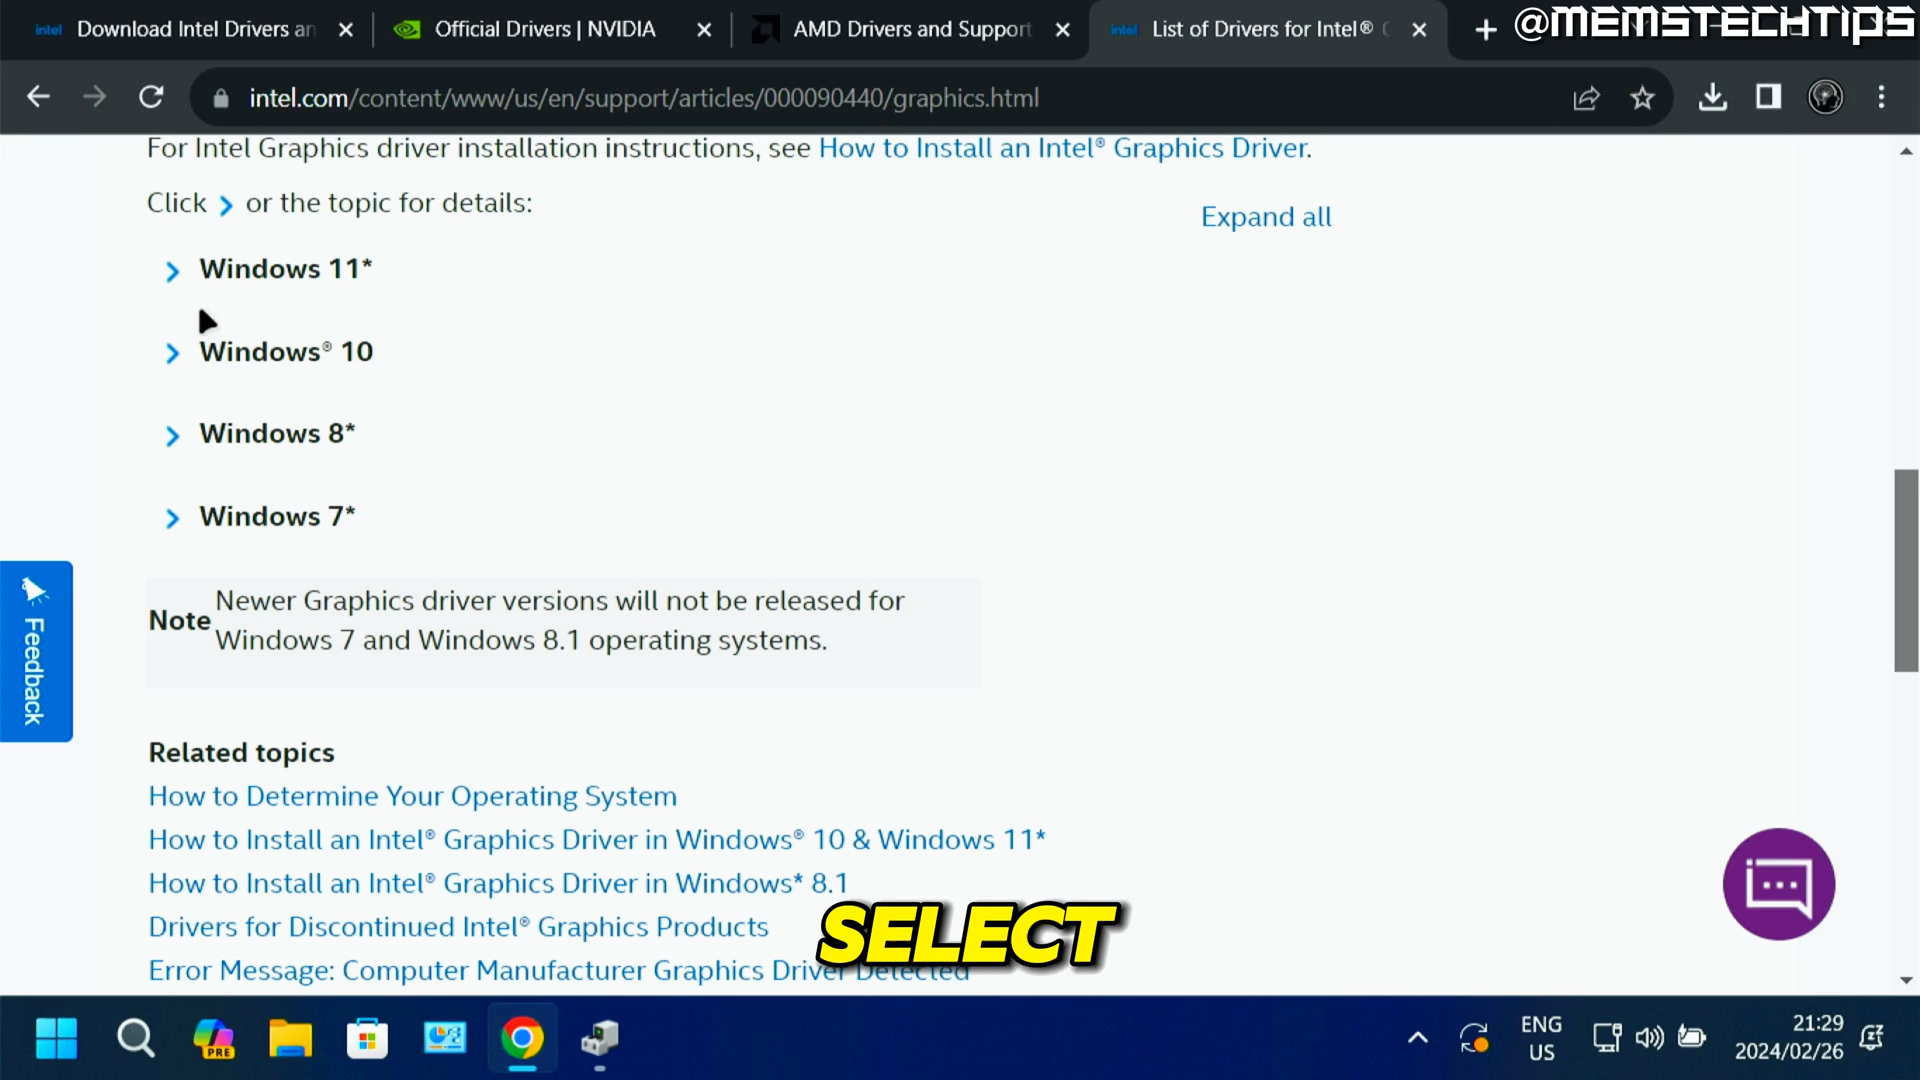 intel Download Intel Drivers an
Official Drivers | NVIDIA
AMD Drivers and Support
intel List of Drivers for Intel®
@MEMSTECHTIPS
intel.com/content/www/us/en/support/articles/000090440/graphics.html
For Intel Graphics driver installation instructions, see How to Install an Intel® Graphics Driver.
Click > or the topic for details:
Expand all
Windows 11*
Windows® 10
Windows 8*
Windows 7*
Note Newer Graphics driver versions will not be released for
Windows 7 and Windows 8.1 operating systems.
Feedback
Related topics
How to Determine Your Operating System
How to Install an Intel® Graphics Driver in Windows® 10 & Windows 11*
How to Install an Intel® Graphics Driver in Windows* 8.1
Drivers for Discontinued Intel® Graphics Products
SELECT
Error Message: Computer Manufacturer Graphics Driver Detected
PRE
ENG
US
21:29
2024/02/26